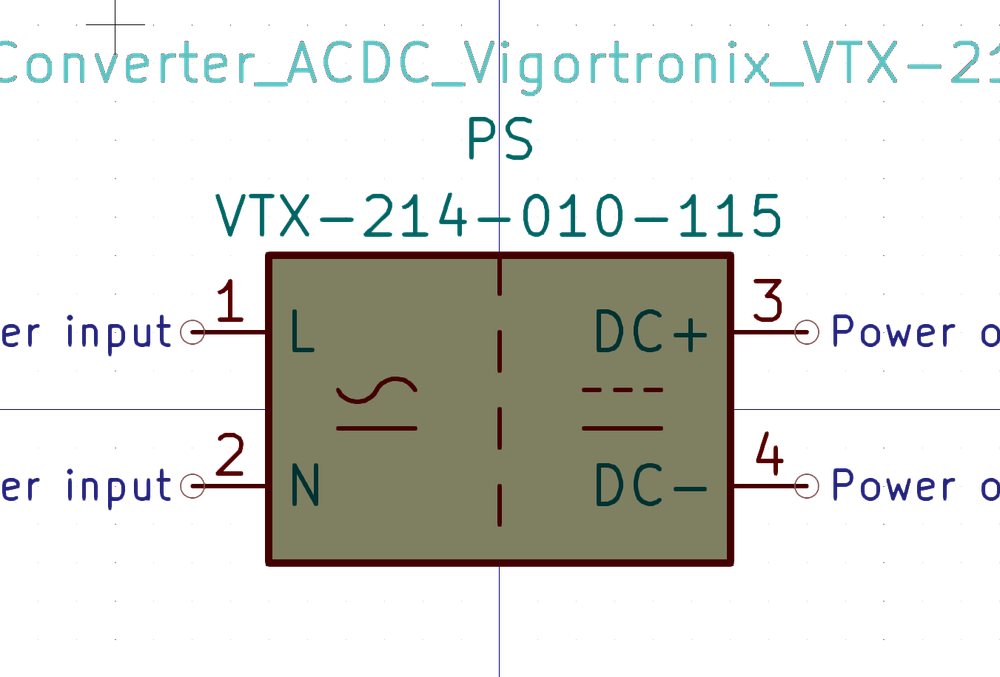 Converter_ACDC_Vigortronix_VTX-21
PS
VTX-214-010-115
er input 1 L DC+ 3 Power o
er input 2 N DC- 4 Power o